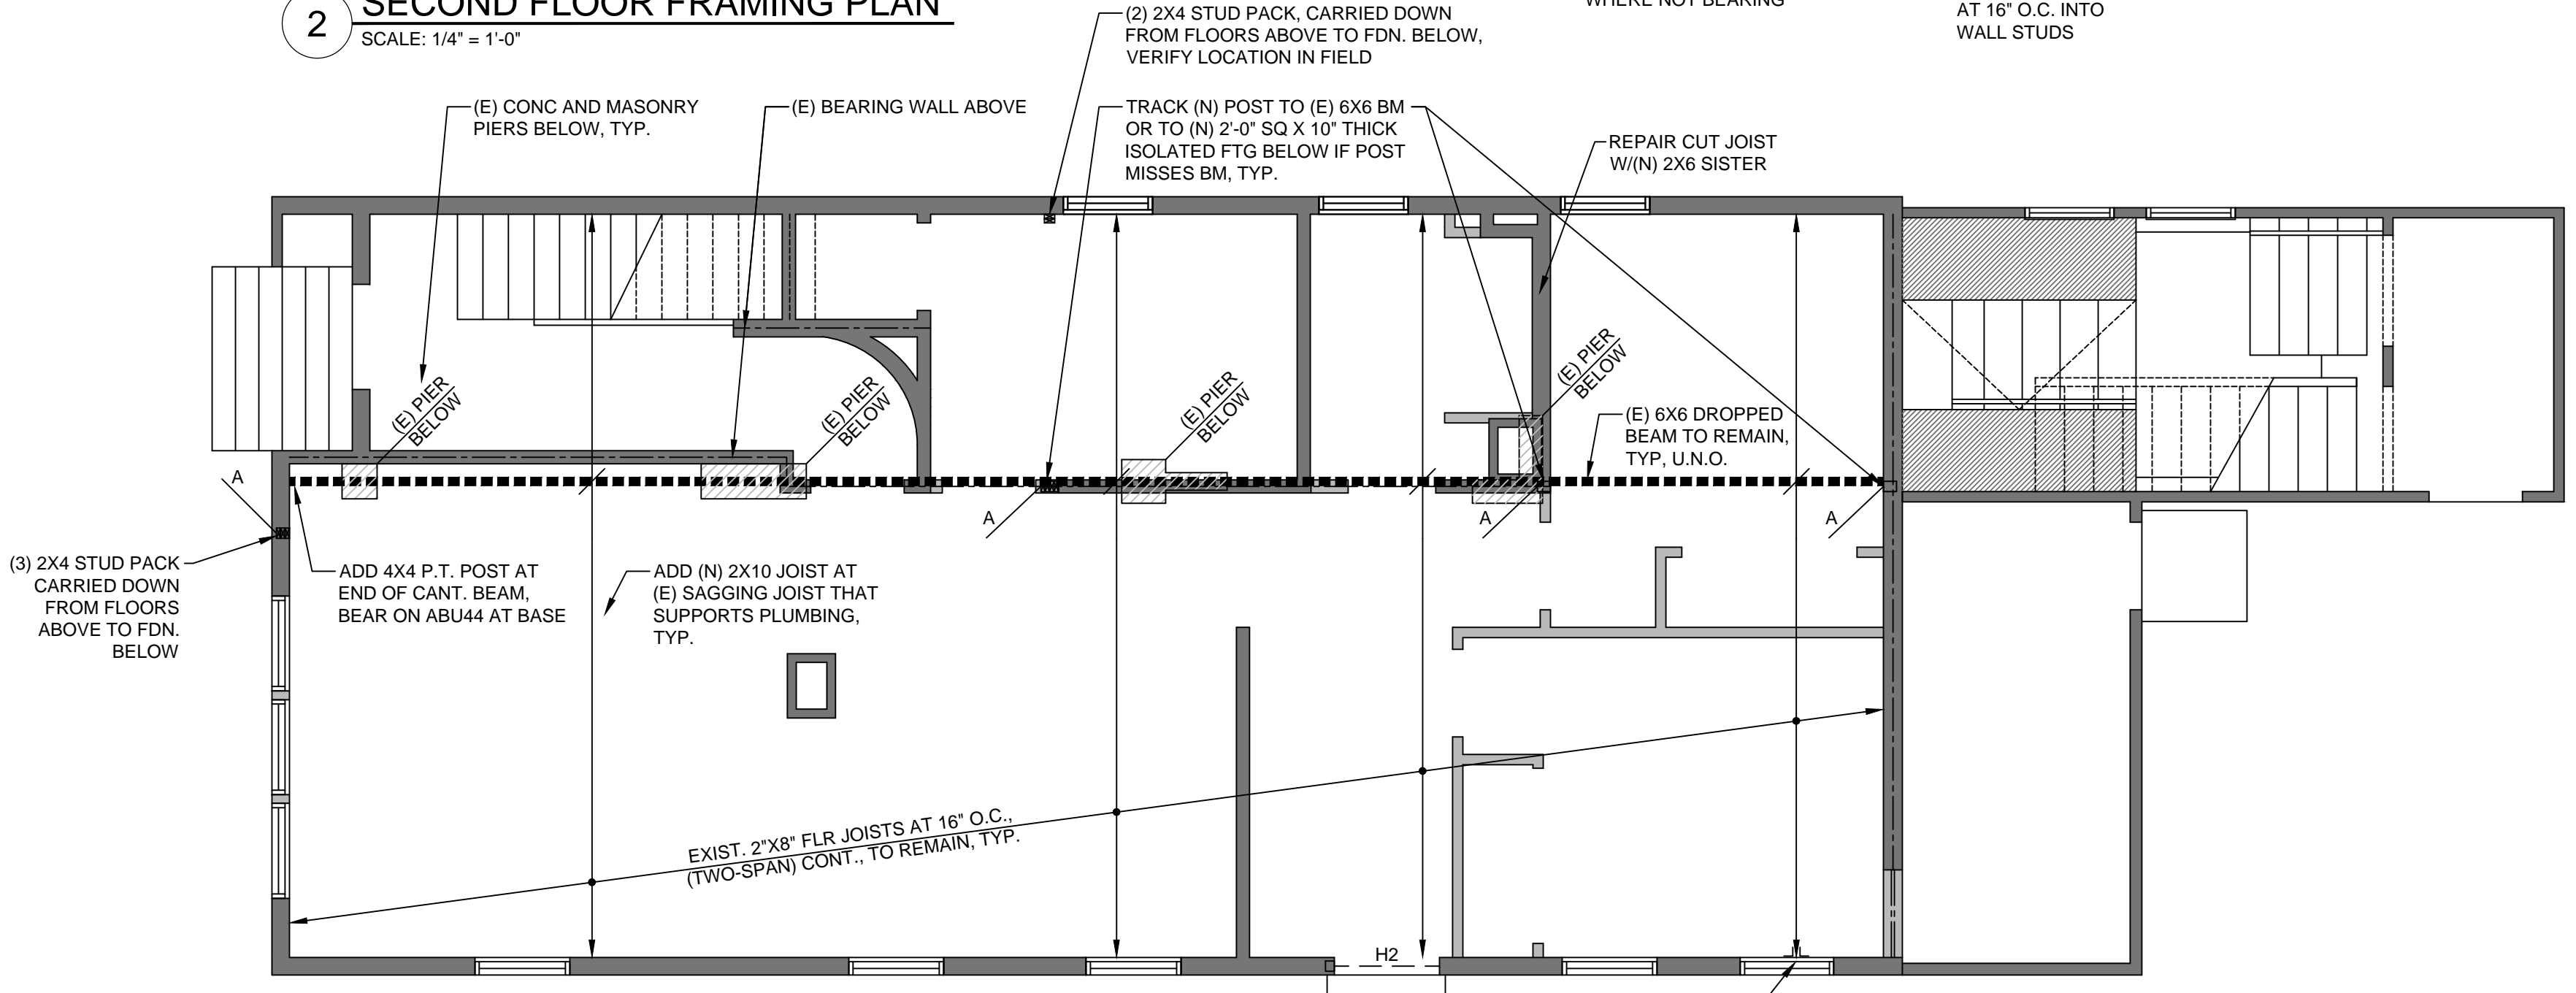 2
SECOND FLOOR FRAMING PLAN
SCALE: 1/4" = 1'-0"
(2) 2X4 STUD PACK, CARRIED DOWN
FROM FLOORS ABOVE TO FDN. BELOW,
VERIFY LOCATION IN FIELD
WHERE NOT BEARING
AT 16" O.C. INTO
WALL STUDS
(E) CONC AND MASONRY
PIERS BELOW, TYP.
(E) BEARING WALL ABOVE
TRACK (N) POST TO (E) 6X6 BM
OR TO (N) 2'-0" SQ X 10" THICK
ISOLATED FTG BELOW IF POST
MISSES BM, TYP.
REPAIR CUT JOIST
W/(N) 2X6 SISTER
(E) PIER
BELOW
(E) PIER
BELOW
(E) PIER
BELOW
(E) PIER
BELOW
(E) 6X6 DROPPED
BEAM TO REMAIN,
TYP, U.N.O.
A
A
A
A
(3) 2X4 STUD PACK
CARRIED DOWN
FROM FLOORS
ABOVE TO FDN.
BELOW
ADD 4X4 P.T. POST AT
END OF CANT. BEAM,
BEAR ON ABU44 AT BASE
ADD (N) 2X10 JOIST AT
(E) SAGGING JOIST THAT
SUPPORTS PLUMBING,
TYP.
EXIST. 2"X8" FLR JOISTS AT 16" O.C.,
(TWO-SPAN) CONT., TO REMAIN, TYP.
H2